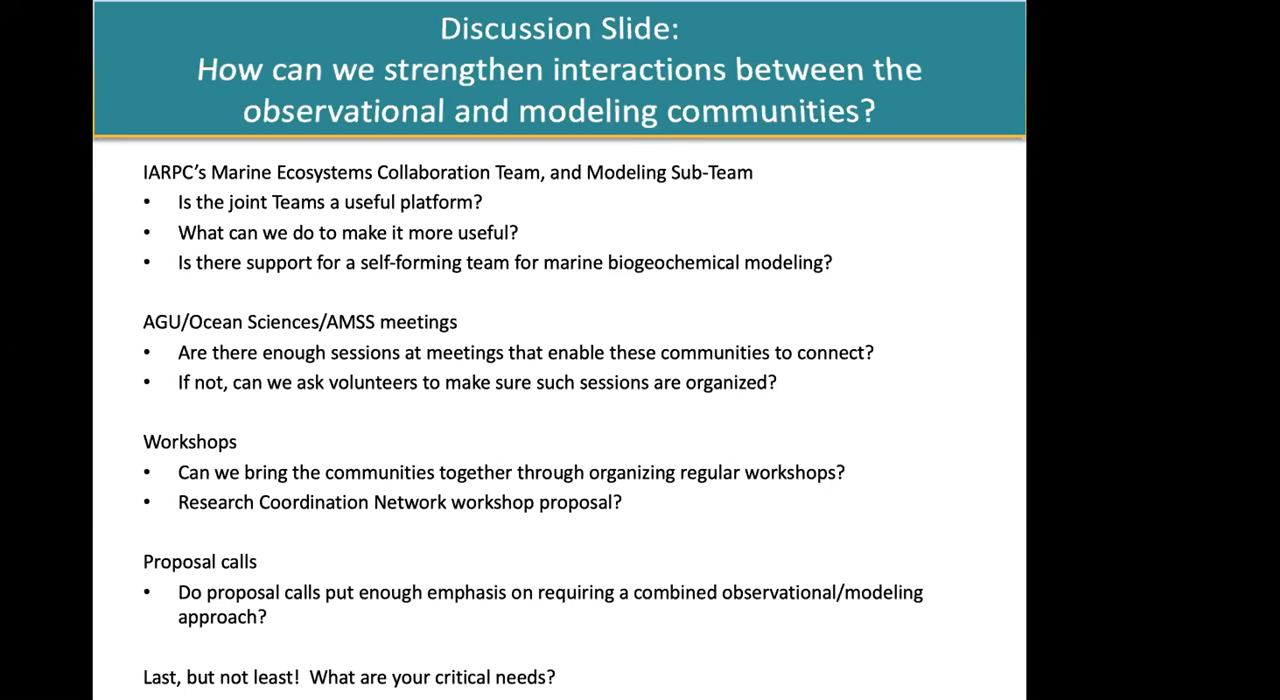 Discussion Slide:
How can we strengthen interactions between the
observational and modeling communities?
IARPC's Marine Ecosystems Collaboration Team, and Modeling Sub-Team
• Is the joint Teams a useful platform?
• What can we do to make it more useful?
• Is there support for a self-forming team for marine biogeochemical modeling?
AGU/Ocean Sciences/AMSS meetings
• Are there enough sessions at meetings that enable these communities to connect?
• If not, can we ask volunteers to make sure such sessions are organized?
Workshops
• Can we bring the communities together through organizing regular workshops?
• Research Coordination Network workshop proposal?
Proposal calls
• Do proposal calls put enough emphasis on requiring a combined observational/modeling
approach?
Last, but not least!  What are your critical needs?